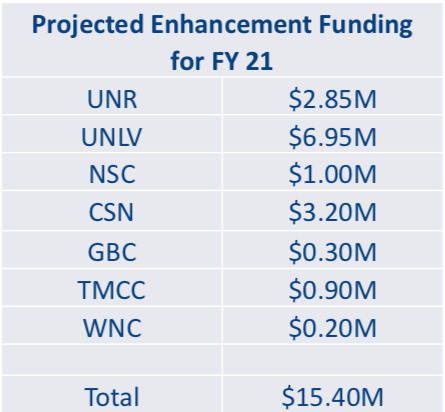 Projected Enhancement Funding
for FY 21
UNR $2.85M
UNLV $6.95M
NSC $1.00M
CSN $3.20M
GBC $0.30M
TMCC $0.90M
WNC $0.20M
Total $15.40M